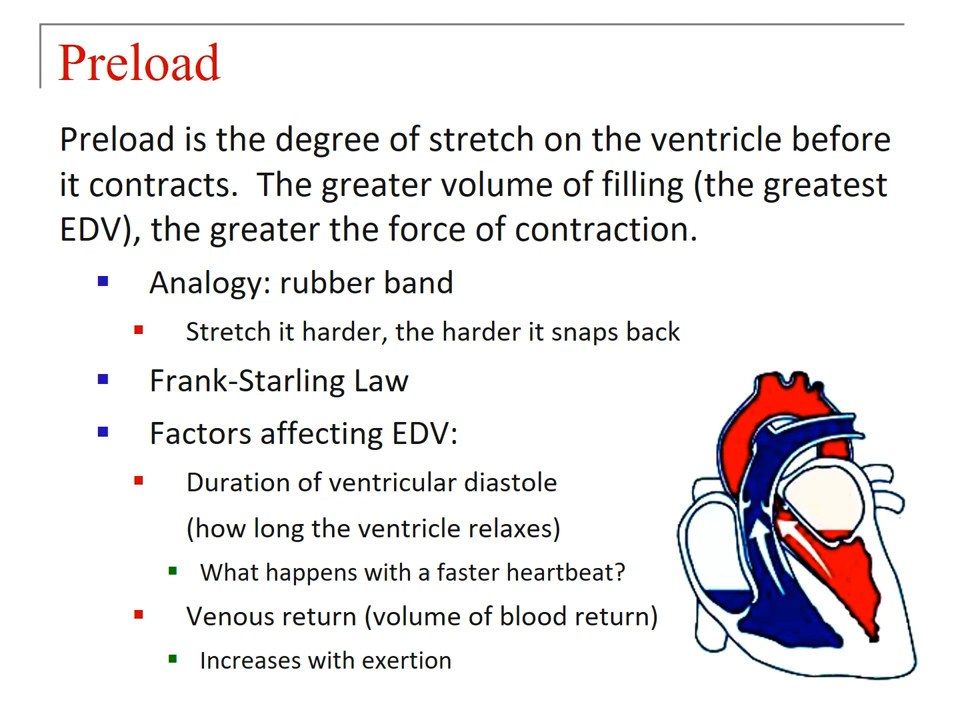 Preload
Preload is the degree of stretch on the ventricle before
it contracts.  The greater volume of filling (the greatest
EDV), the greater the force of contraction.
Analogy: rubber band
Stretch it harder, the harder it snaps back
Frank-Starling Law
Factors affecting EDV:
Duration of ventricular diastole
(how long the ventricle relaxes)
What happens with a faster heartbeat?
Venous return (volume of blood return)
Increases with exertion